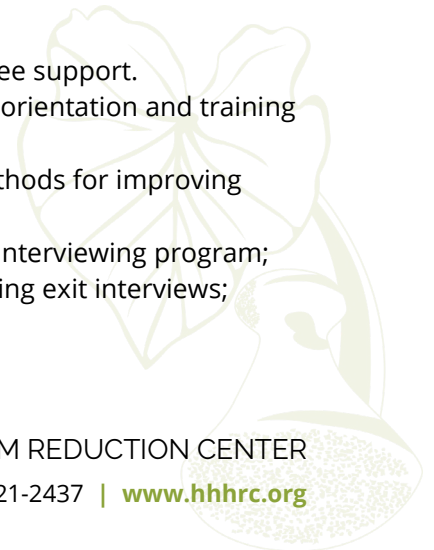 ee support.
orientation and training
thods for improving
nterviewing program;
ing exit interviews;
M REDUCTION CENTER
21-2437 | www.hhhrc.org